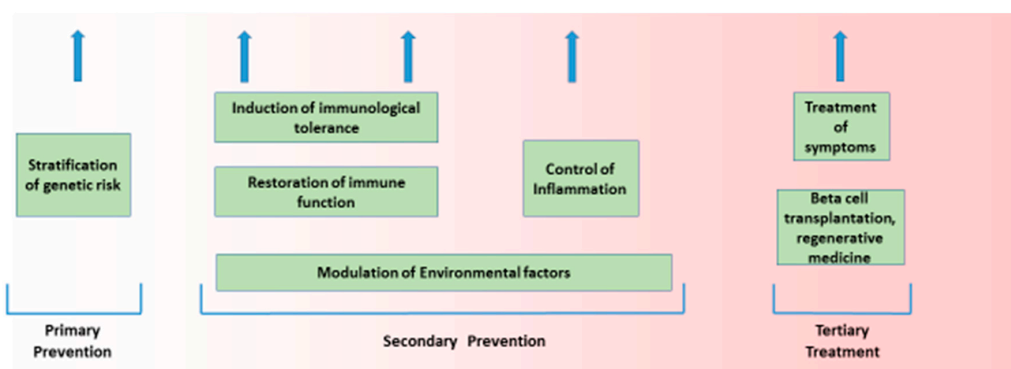 Stratification
of genetic risk
Induction of immunological
tolerance
Restoration of immune
function
Control of
Inflammation
Modulation of Environmental factors
Treatment
of
symptoms
Beta cell
transplantation,
regenerative
medicine
Primary
Prevention
Secondary Prevention
Tertiary
Treatment